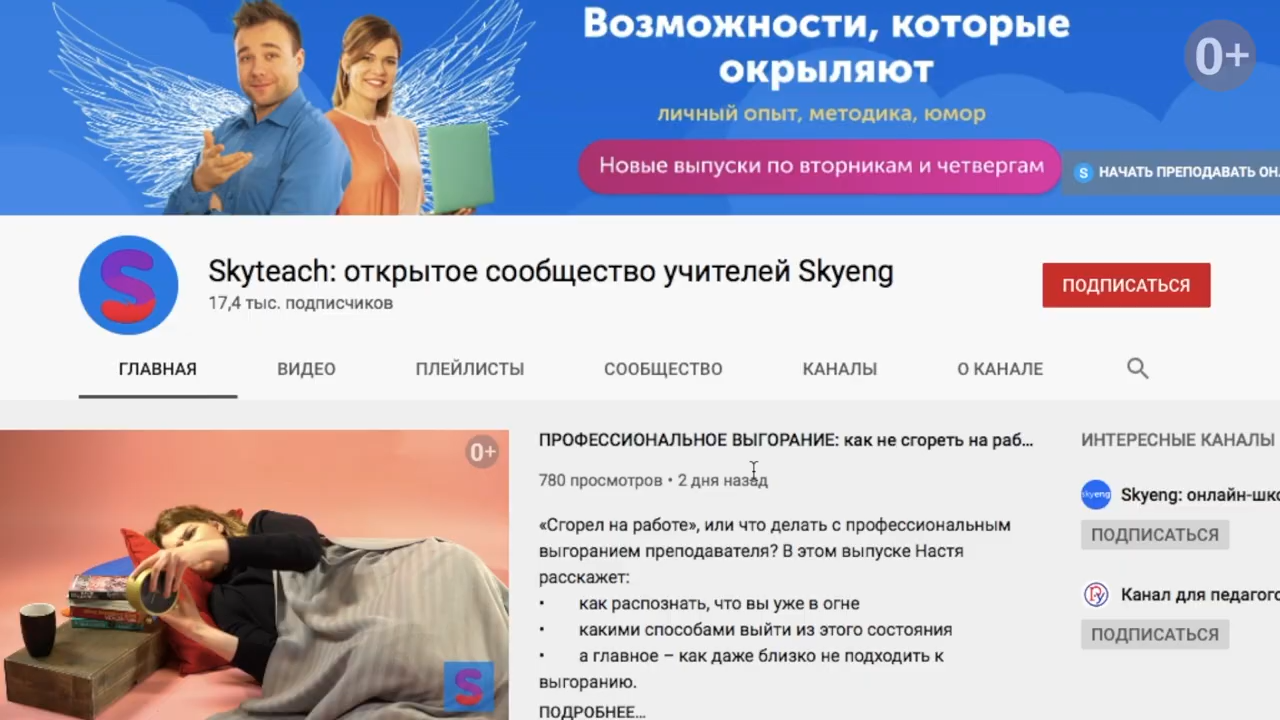 Возможности, которые
окрыляют
0+
личный опыт, методика, юмор
Новые выпуски по вторникам и четвергам
S НАЧАТЬ ПРЕПОДАВАТЬ ОН
Skyteach: открытое сообщество учителей Skyeng
17,4 тыс. подписчиков
ПОДПИСАТЬСЯ
ГЛАВНАЯ ВИДЕО ПЛЕЙЛИСТЫ СООБЩЕСТВО КАНАЛЫ О КАНАЛЕ
0+
S
ПРОФЕССИОНАЛЬНОЕ ВЫГОРАНИЕ: как не сгореть на раб...
780 просмотров • 2 дня назад
«Сгорел на работе», или что делать с профессиональным
выгоранием преподавателя? В этом выпуске Настя
расскажет:
• как распознать, что вы уже в огне
• какими способами выйти из этого состояния
• а главное – как даже близко не подходить к
выгоранию.
ПОДРОБНЕЕ...
ИНТЕРЕСНЫЕ КАНАЛЫ
skyeng
Skyeng: онлайн-шко
ПОДПИСАТЬСЯ
Канал для педагого
ПОДПИСАТЬСЯ